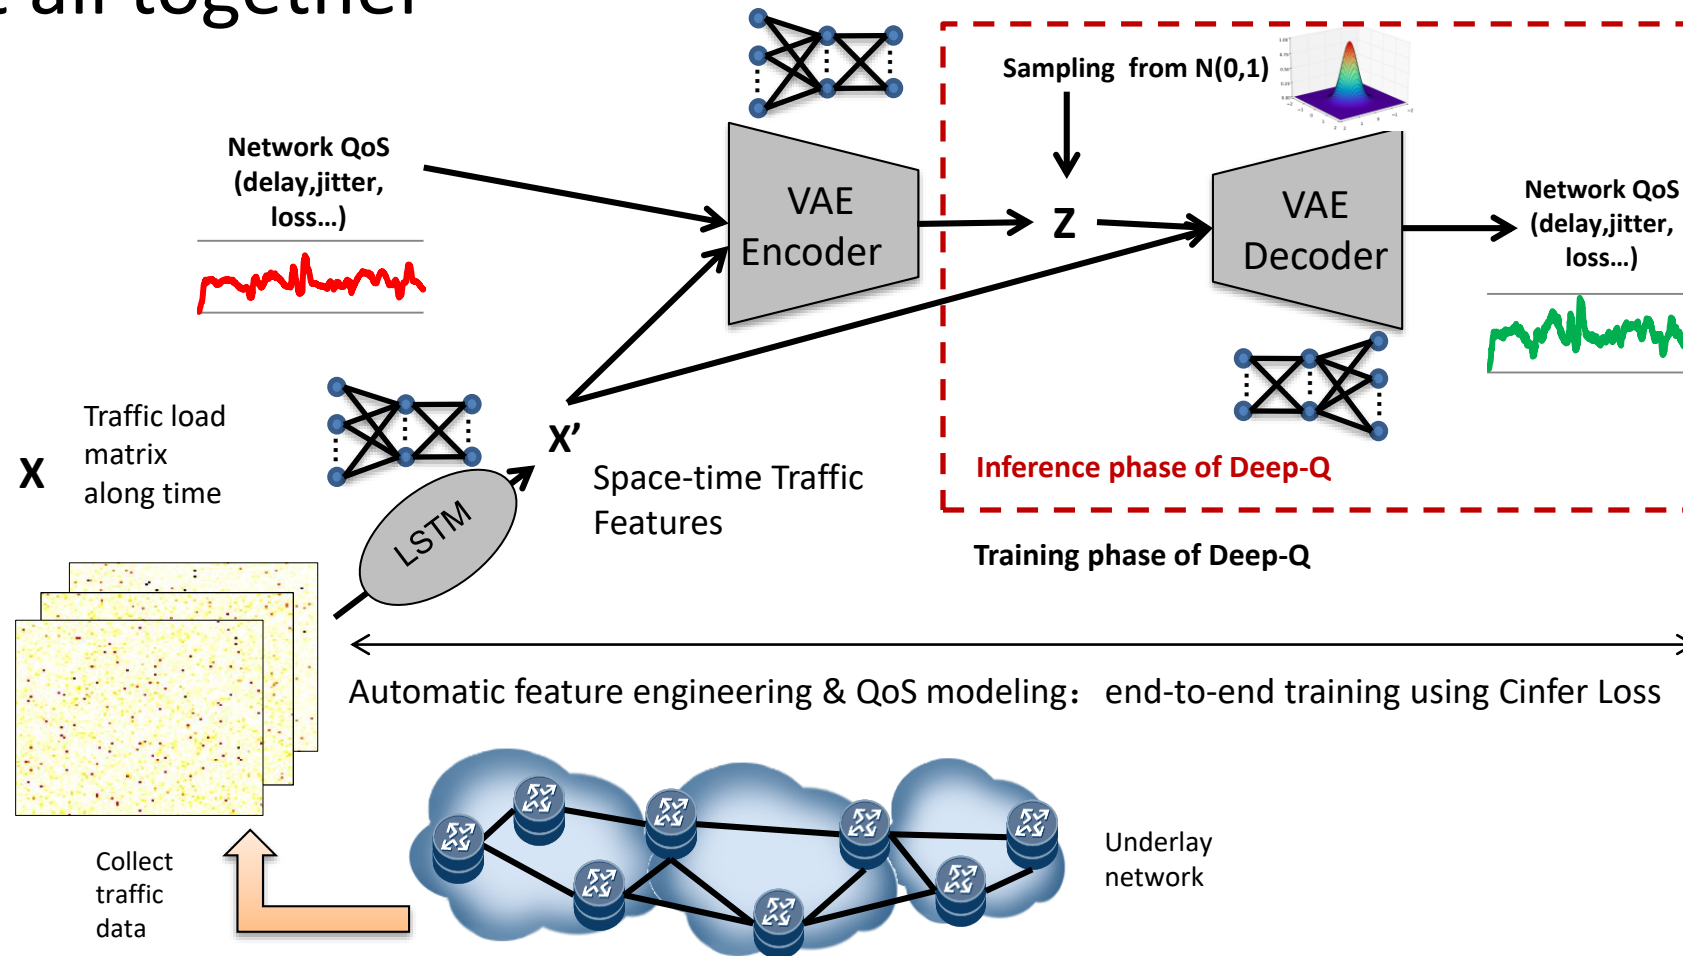 all together
Sampling from N(0,1)
Network QoS
(delay,jitter,
loss...)
VAE
Encoder
Z
VAE
Decoder
Network QoS
(delay,jitter,
loss...)
X
Traffic load
matrix
along time
LSTM
X’
Space-time Traffic
Features
Inference phase of Deep-Q
Training phase of Deep-Q
Automatic feature engineering & QoS modeling： end-to-end training using Cinfer Loss
Collect
traffic
data
Underlay
network